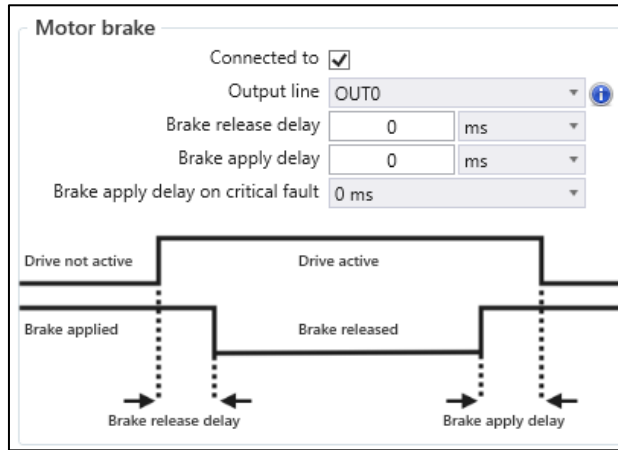 Motor brake
Connected to
Output line OUT0
Brake release delay 0 ms
Brake apply delay 0 ms
Brake apply delay on critical fault 0 ms
Drive not active Drive active
Brake applied Brake released
Brake release delay Brake apply delay